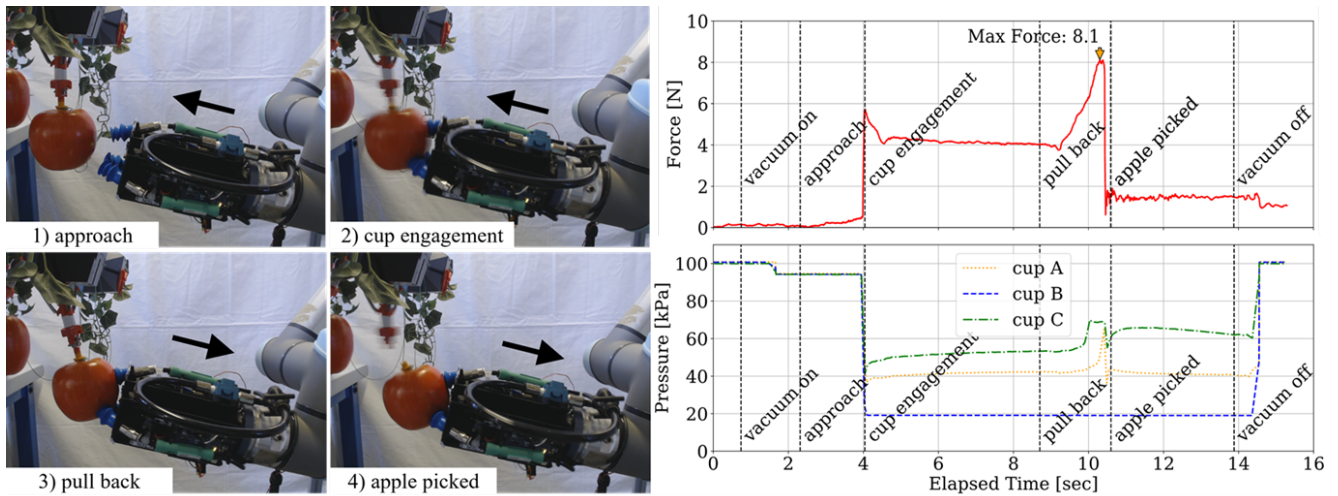 1) approach
2) cup engagement
3) pull back
4) apple picked
Max Force: 8.1
Force [N]
10
8
6
4
2
0
vacuum on
approach
cup engagement
pull back
apple picked
vacuum off
Pressure [kPa]
100
80
60
40
20
0
cup A
cup B
cup C
vacuum on
approach
cup engagement
pull back
apple picked
vacuum off
0 2 4 6 8 10 12 14 16
Elapsed Time [sec]